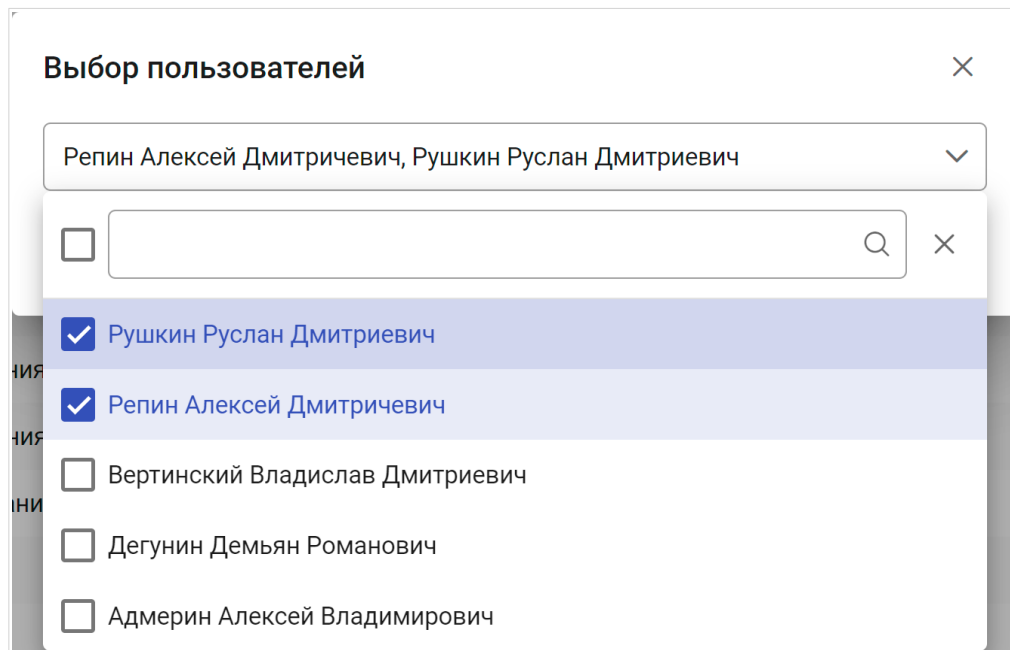 Выбор пользователей
Репин Алексей Дмитричевич, Рушкин Руслан Дмитриевич
Рушкин Руслан Дмитриевич
Репин Алексей Дмитричевич
Вертинский Владислав Дмитриевич
Дегунин Демьян Романович
Адмерин Алексей Владимирович